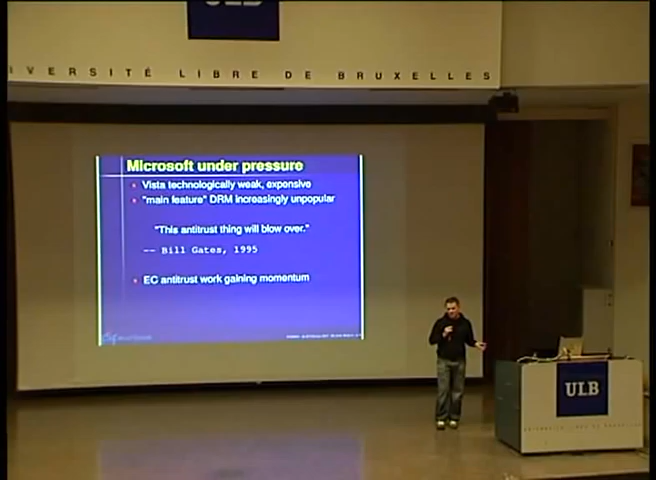 ULB
UNIVERSITÉ LIBRE DE BRUXELLES
Microsoft under pressure
Vista technologically weak, expensive
"main feature" DRM increasingly unpopular
"This antitrust thing will blow over."
-- Bill Gates, 1995
EC antitrust work gaining momentum
ULB